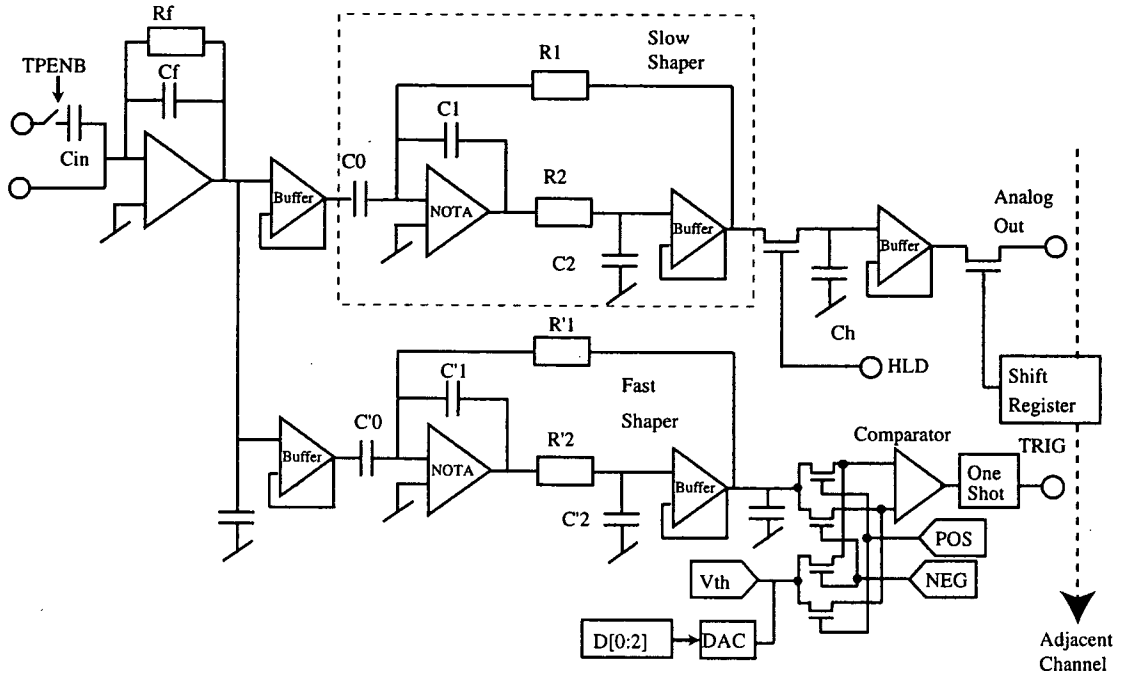 Rf
TPENB
Cf
Cin
Buffer
C0
Slow
Shaper
R1
C1
NOTA
R2
C2
Buffer
Ch
Buffer
Analog
Out
HLD
Shift
Register
R'1
C'1
Fast
Shaper
C'0
Buffer
NOTA
R'2
C'2
Buffer
Comparator
TRIG
One
Shot
POS
NEG
Vth
D[0:2]
DAC
Adjacent
Channel